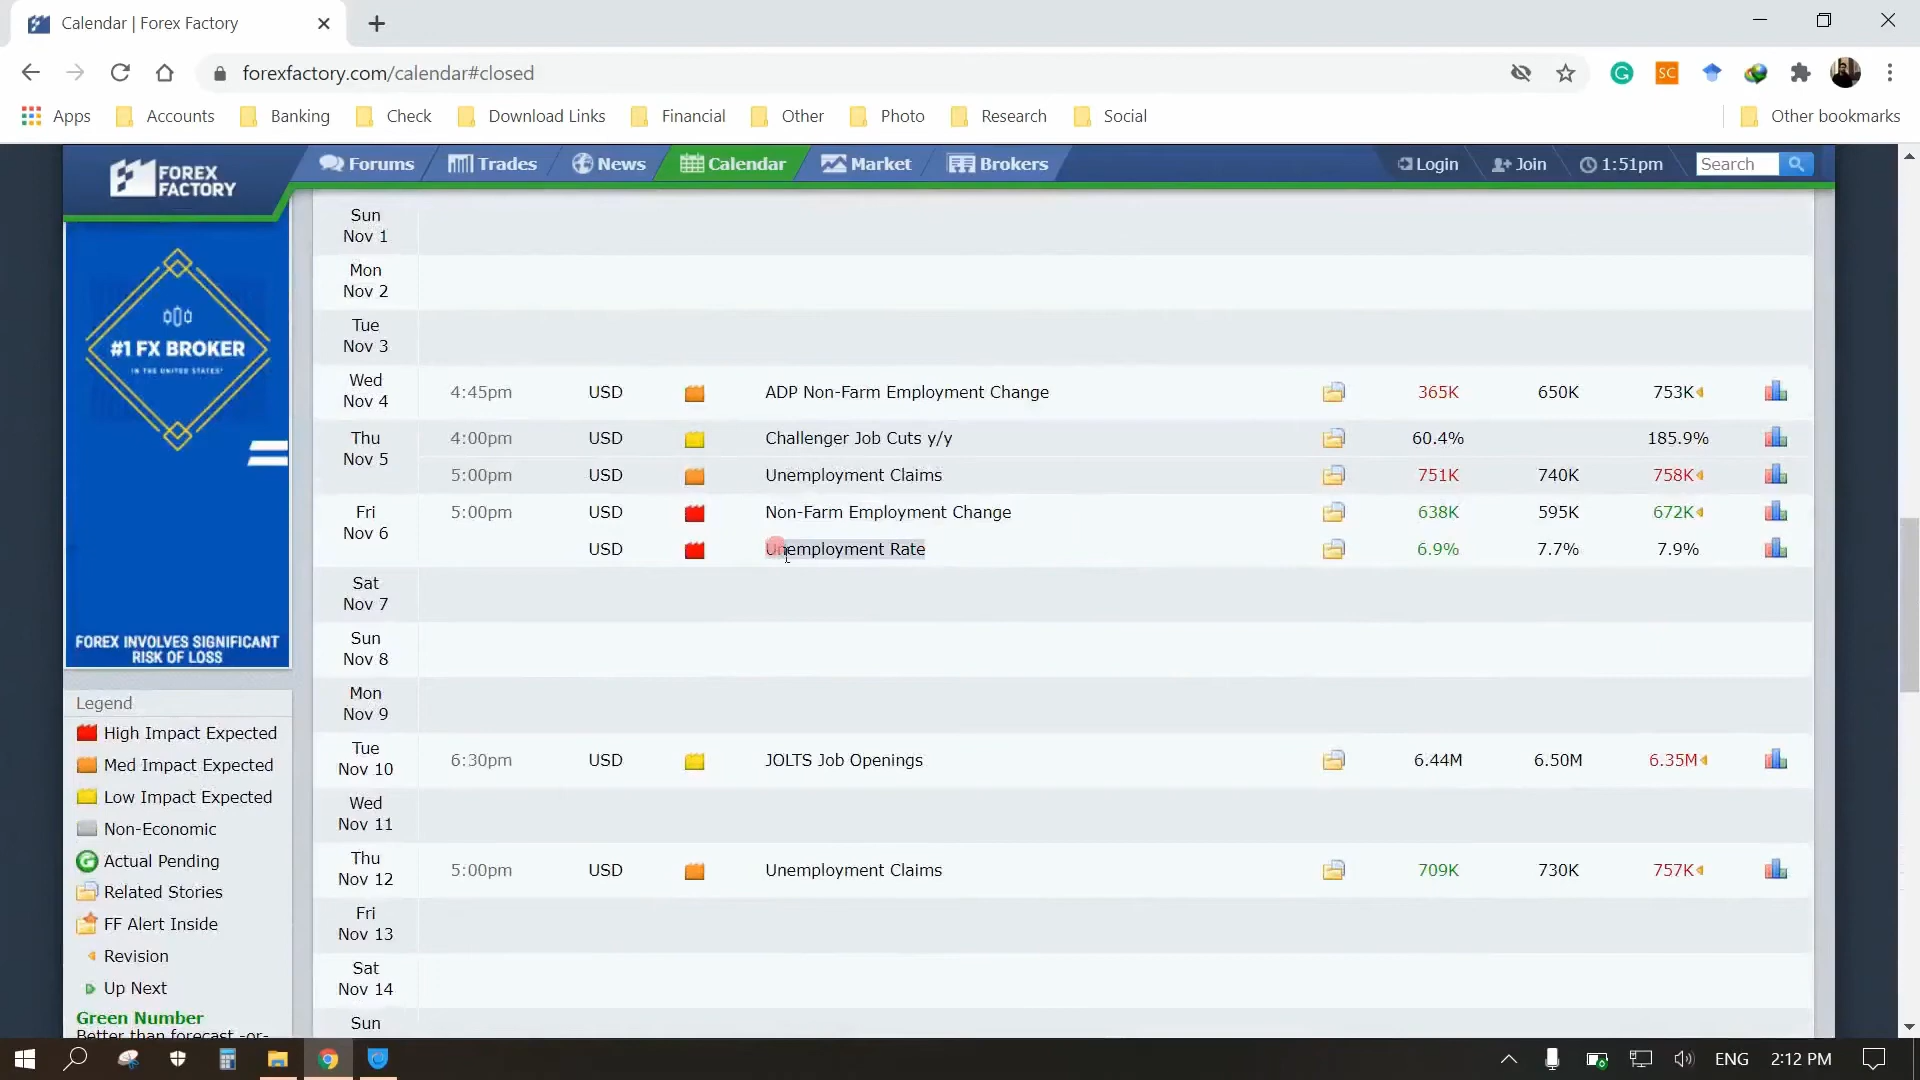 Calendar | Forex Factory
forexfactory.com/calendar#closed
SC
Apps Accounts Banking Check Download Links Financial Other Photo Research Social Other bookmarks
FOREX FACTORY
Forums Trades News Calendar Market Brokers Login Join 1:51pm Search
#1 FX BROKER
IN THE UNITED STATES*
FOREX INVOLVES SIGNIFICANT
RISK OF LOSS
Legend
High Impact Expected
Med Impact Expected
Low Impact Expected
Non-Economic
Actual Pending
Related Stories
FF Alert Inside
Revision
Up Next
Green Number
Better than forecast -or-
Sun
Nov 1
Mon
Nov 2
Tue
Nov 3
Wed
Nov 4
4:45pm USD ADP Non-Farm Employment Change 365K 650K 753K
Thu
Nov 5
4:00pm USD Challenger Job Cuts y/y 60.4% 185.9%
5:00pm USD Unemployment Claims 751K 740K 758K
Fri
Nov 6
5:00pm USD Non-Farm Employment Change 638K 595K 672K
USD Unemployment Rate 6.9% 7.7% 7.9%
Sat
Nov 7
Sun
Nov 8
Mon
Nov 9
Tue
Nov 10
6:30pm USD JOLTS Job Openings 6.44M 6.50M 6.35M
Wed
Nov 11
Thu
Nov 12
5:00pm USD Unemployment Claims 709K 730K 757K
Fri
Nov 13
Sat
Nov 14
Sun
ENG 2:12 PM